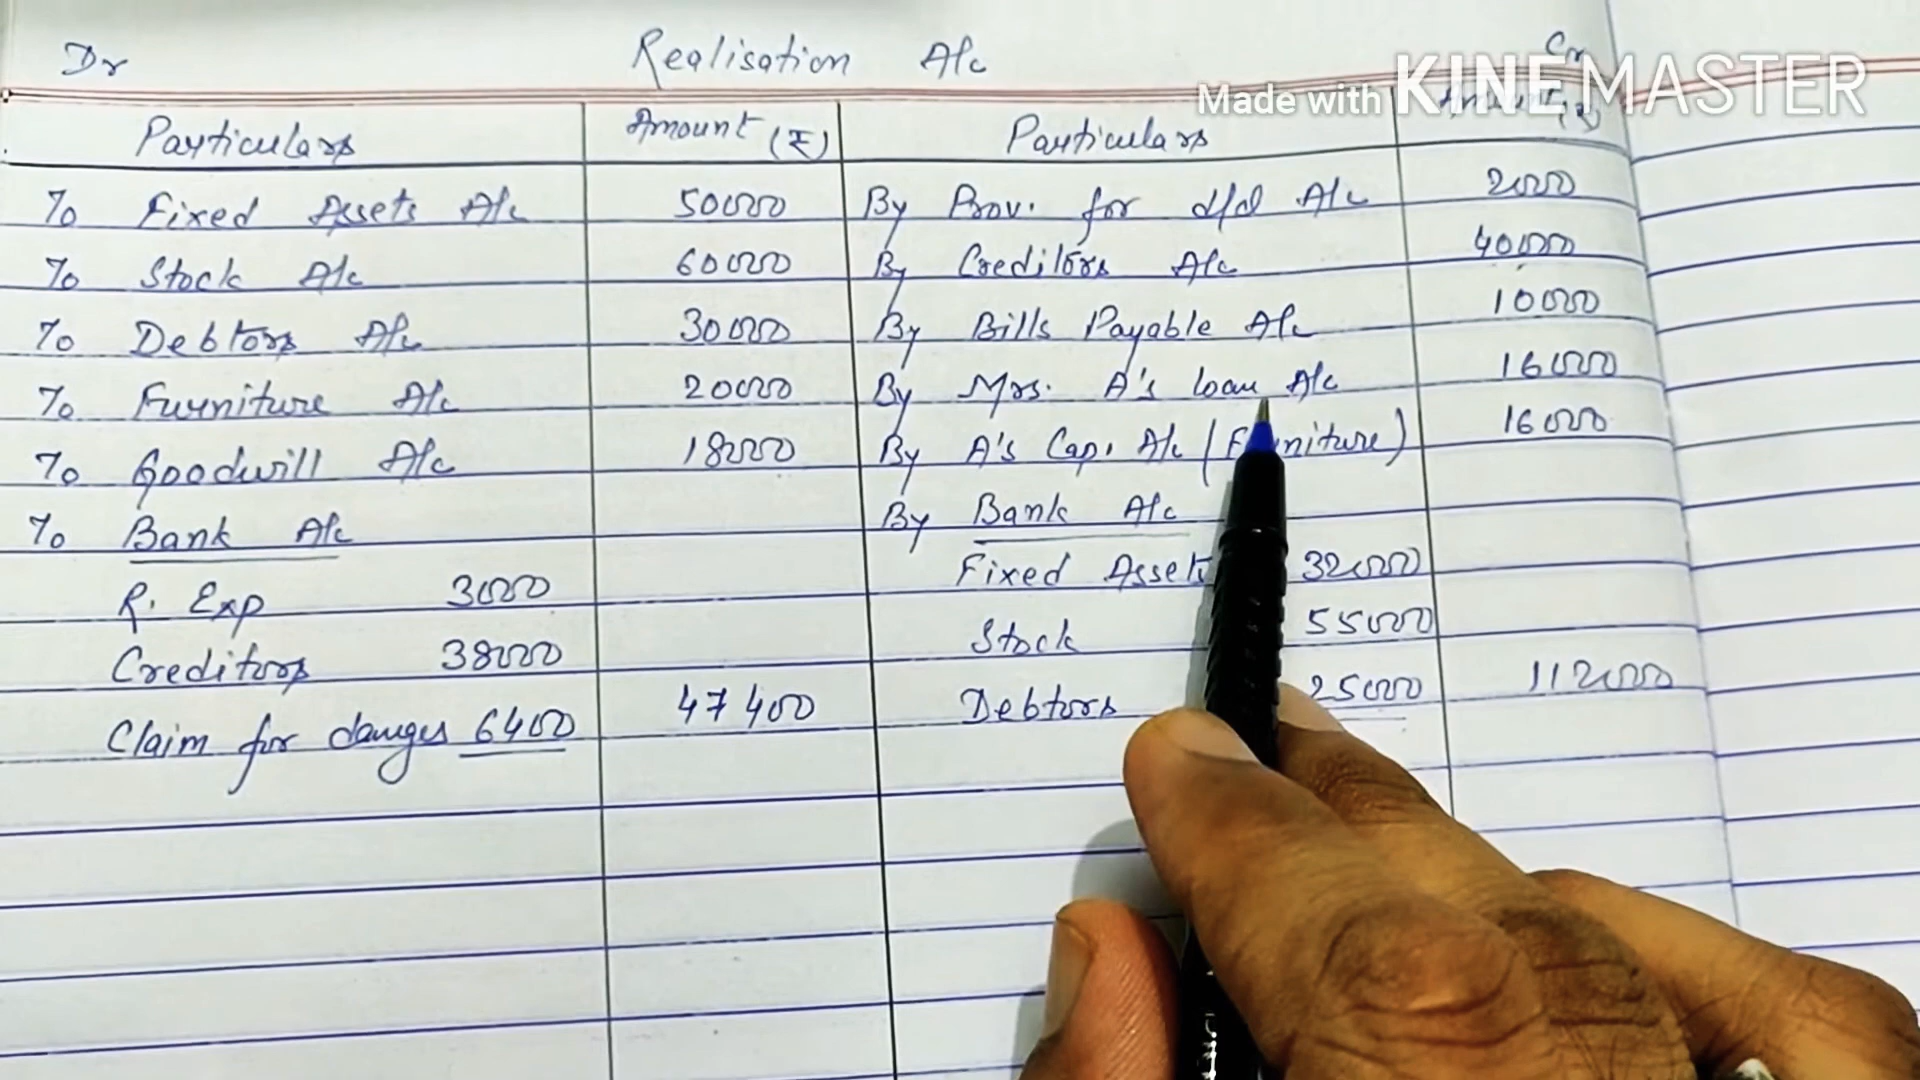 Dr Realisation A/c Cr
Made with KINEMASTER
Particulars Amount (₹) Particulars Amount (₹)
To Fixed Assets A/c 50000 By Prov. for d/d A/c 2000
To Stock A/c 60000 By Creditors A/c 40000
To Debtors A/c 30000 By Bills Payable A/c 10000
To Furniture A/c 20000 By Mrs. A's loan A/c 16000
To Goodwill A/c 18000 By A's Cap. A/c (Furniture) 16000
To Bank A/c By Bank A/c
R. Exp 3000 Fixed Assets 32000
Creditors 38000 Stock 55000
Claim for damges 6400 47400 Debtors 25000 112000